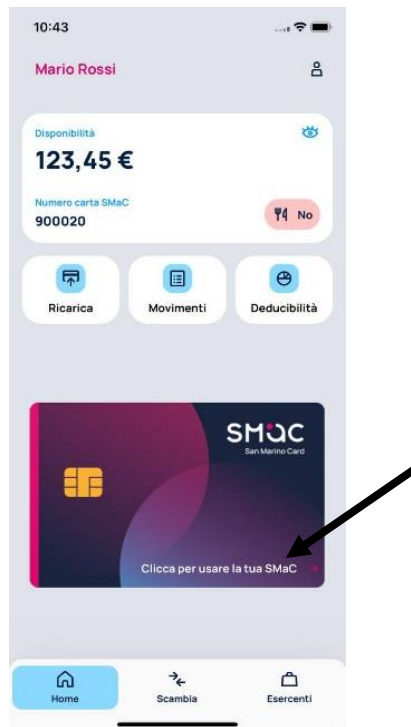 10:43
Mario Rossi
Disponibilità
123,45 €
Numero carta SMaC
900020
No
Ricarica
Movimenti
Deducibilità
SMaC
San Marino Card
Clicca per usare la tua SMaC
Home
Scambia
Esercenti